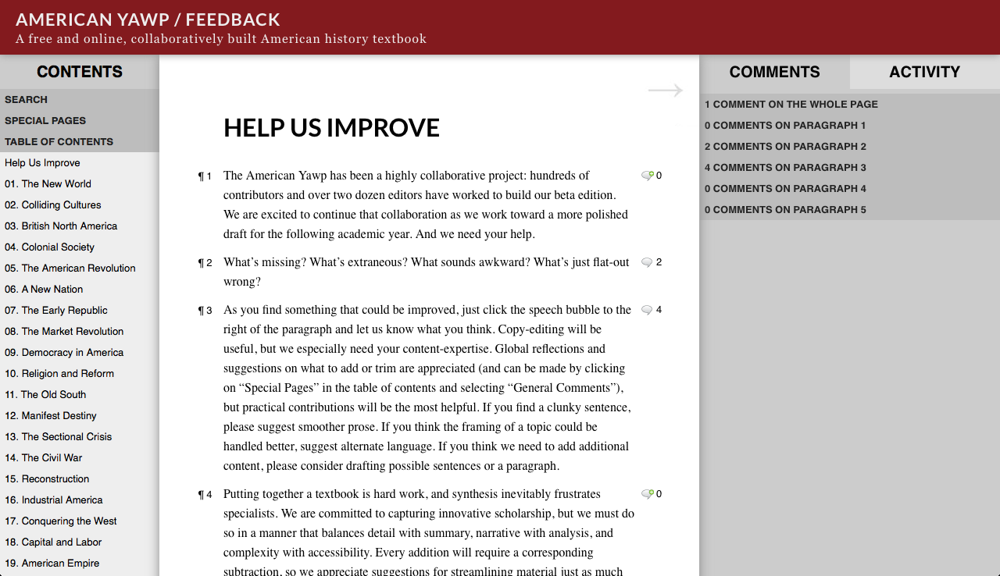 AMERICAN YAWP / FEEDBACK
A free and online, collaboratively built American history textbook
CONTENTS
SEARCH
SPECIAL PAGES
TABLE OF CONTENTS
Help Us Improve
01. The New World
02. Colliding Cultures
03. British North America
04. Colonial Society
05. The American Revolution
06. A New Nation
07. The Early Republic
08. The Market Revolution
09. Democracy in America
10. Religion and Reform
11. The Old South
12. Manifest Destiny
13. The Sectional Crisis
14. The Civil War
15. Reconstruction
16. Industrial America
17. Conquering the West
18. Capital and Labor
19. American Empire
HELP US IMPROVE
¶ 1 The American Yawp has been a highly collaborative project: hundreds of 0
contributors and over two dozen editors have worked to build our beta edition.
We are excited to continue that collaboration as we work toward a more polished
draft for the following academic year. And we need your help.
¶ 2 What’s missing? What’s extraneous? What sounds awkward? What’s just flat-out 2
wrong?
¶ 3 As you find something that could be improved, just click the speech bubble to the 4
right of the paragraph and let us know what you think. Copy-editing will be
useful, but we especially need your content-expertise. Global reflections and
suggestions on what to add or trim are appreciated (and can be made by clicking
on “Special Pages” in the table of contents and selecting “General Comments”),
but practical contributions will be the most helpful. If you find a clunky sentence,
please suggest smoother prose. If you think the framing of a topic could be
handled better, suggest alternate language. If you think we need to add additional
content, please consider drafting possible sentences or a paragraph.
¶ 4 Putting together a textbook is hard work, and synthesis inevitably frustrates 0
specialists. We are committed to capturing innovative scholarship, but we must do
so in a manner that balances detail with summary, narrative with analysis, and
complexity with accessibility. Every addition will require a corresponding
subtraction, so we appreciate suggestions for streamlining material just as much
COMMENTS
ACTIVITY
1 COMMENT ON THE WHOLE PAGE
0 COMMENTS ON PARAGRAPH 1
2 COMMENTS ON PARAGRAPH 2
4 COMMENTS ON PARAGRAPH 3
0 COMMENTS ON PARAGRAPH 4
0 COMMENTS ON PARAGRAPH 5